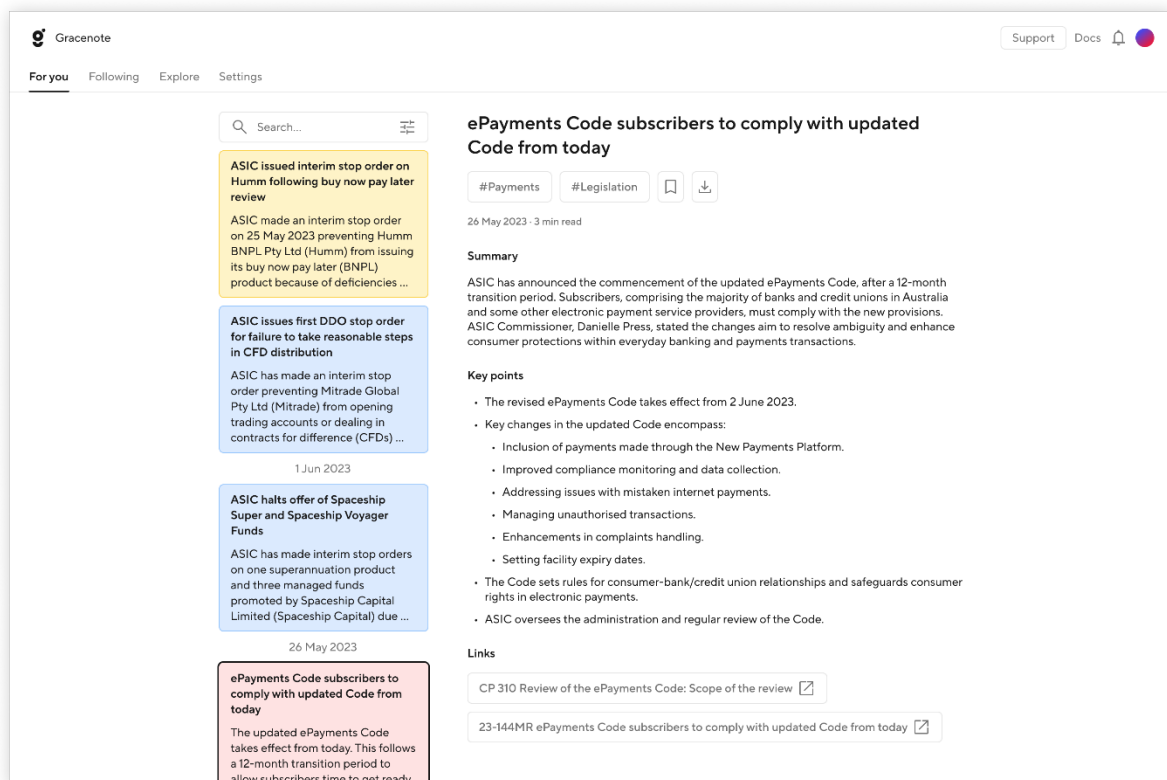 Gracenote
Support
Docs
For you
Following
Explore
Settings
Search...
ASIC issued interim stop order on
Humm following buy now pay later
review
ASIC made an interim stop order
on 25 May 2023 preventing Humm
BNPL Pty Ltd (Humm) from issuing
its buy now pay later (BNPL)
product because of deficiencies ...
ASIC issues first DDO stop order
for failure to take reasonable steps
in CFD distribution
ASIC has made an interim stop
order preventing Mitrade Global
Pty Ltd (Mitrade) from opening
trading accounts or dealing in
contracts for difference (CFDs) ...
1 Jun 2023
ASIC halts offer of Spaceship
Super and Spaceship Voyager
Funds
ASIC has made interim stop orders
on one superannuation product
and three managed funds
promoted by Spaceship Capital
Limited (Spaceship Capital) due ...
26 May 2023
ePayments Code subscribers to
comply with updated Code from
today
The updated ePayments Code
takes effect from today. This follows
a 12-month transition period to
allow subscribers time to get ready
ePayments Code subscribers to comply with updated
Code from today
#Payments
#Legislation
26 May 2023 · 3 min read
Summary
ASIC has announced the commencement of the updated ePayments Code, after a 12-month
transition period. Subscribers, comprising the majority of banks and credit unions in Australia
and some other electronic payment service providers, must comply with the new provisions.
ASIC Commissioner, Danielle Press, stated the changes aim to resolve ambiguity and enhance
consumer protections within everyday banking and payments transactions.
Key points
• The revised ePayments Code takes effect from 2 June 2023.
• Key changes in the updated Code encompass:
• Inclusion of payments made through the New Payments Platform.
• Improved compliance monitoring and data collection.
• Addressing issues with mistaken internet payments.
• Managing unauthorised transactions.
• Enhancements in complaints handling.
• Setting facility expiry dates.
• The Code sets rules for consumer-bank/credit union relationships and safeguards consumer
rights in electronic payments.
• ASIC oversees the administration and regular review of the Code.
Links
CP 310 Review of the ePayments Code: Scope of the review
23-144MR ePayments Code subscribers to comply with updated Code from today